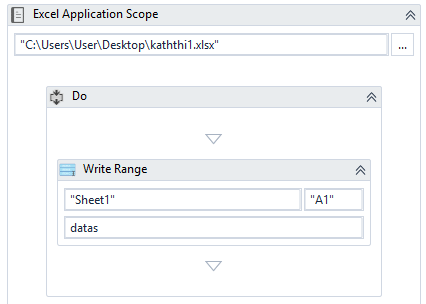 Excel Application Scope
"C:\Users\User\Desktop\kaththi1.xlsx"
...
Do
Write Range
"Sheet1" "A1"
datas